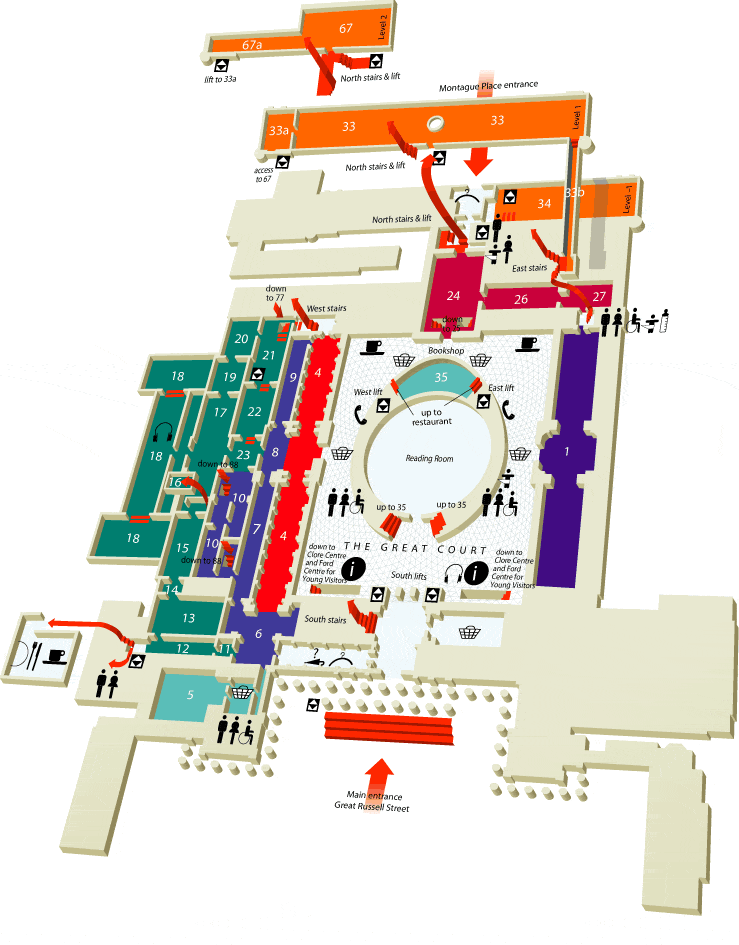 67
Level 2
67a
lift to 33a
North stairs & lift
Montague Place entrance
33
33
33a
Level 1
access
to 67
North stairs & lift
?
34
33b
Level –1
North stairs & lift
East stairs
24
26
27
down
to 77
West stairs
down
to 25
20
21
9
4
Bookshop
18
19
35
West lift
East lift
17
22
up to
restaurant
18
23
8
1
Reading Room
down to 88
16
10
7
up to 35
up to 35
18
15
10
4
THE GREAT COURT
down to 88
down to
Clore Centre
and Ford
Centre for
Young Visitors
i
South lifts
i
down to
Clore Centre
and Ford
Centre for
Young Visitors
14
13
South stairs
6
12
11
?
5
Main entrance
Great Russell Street